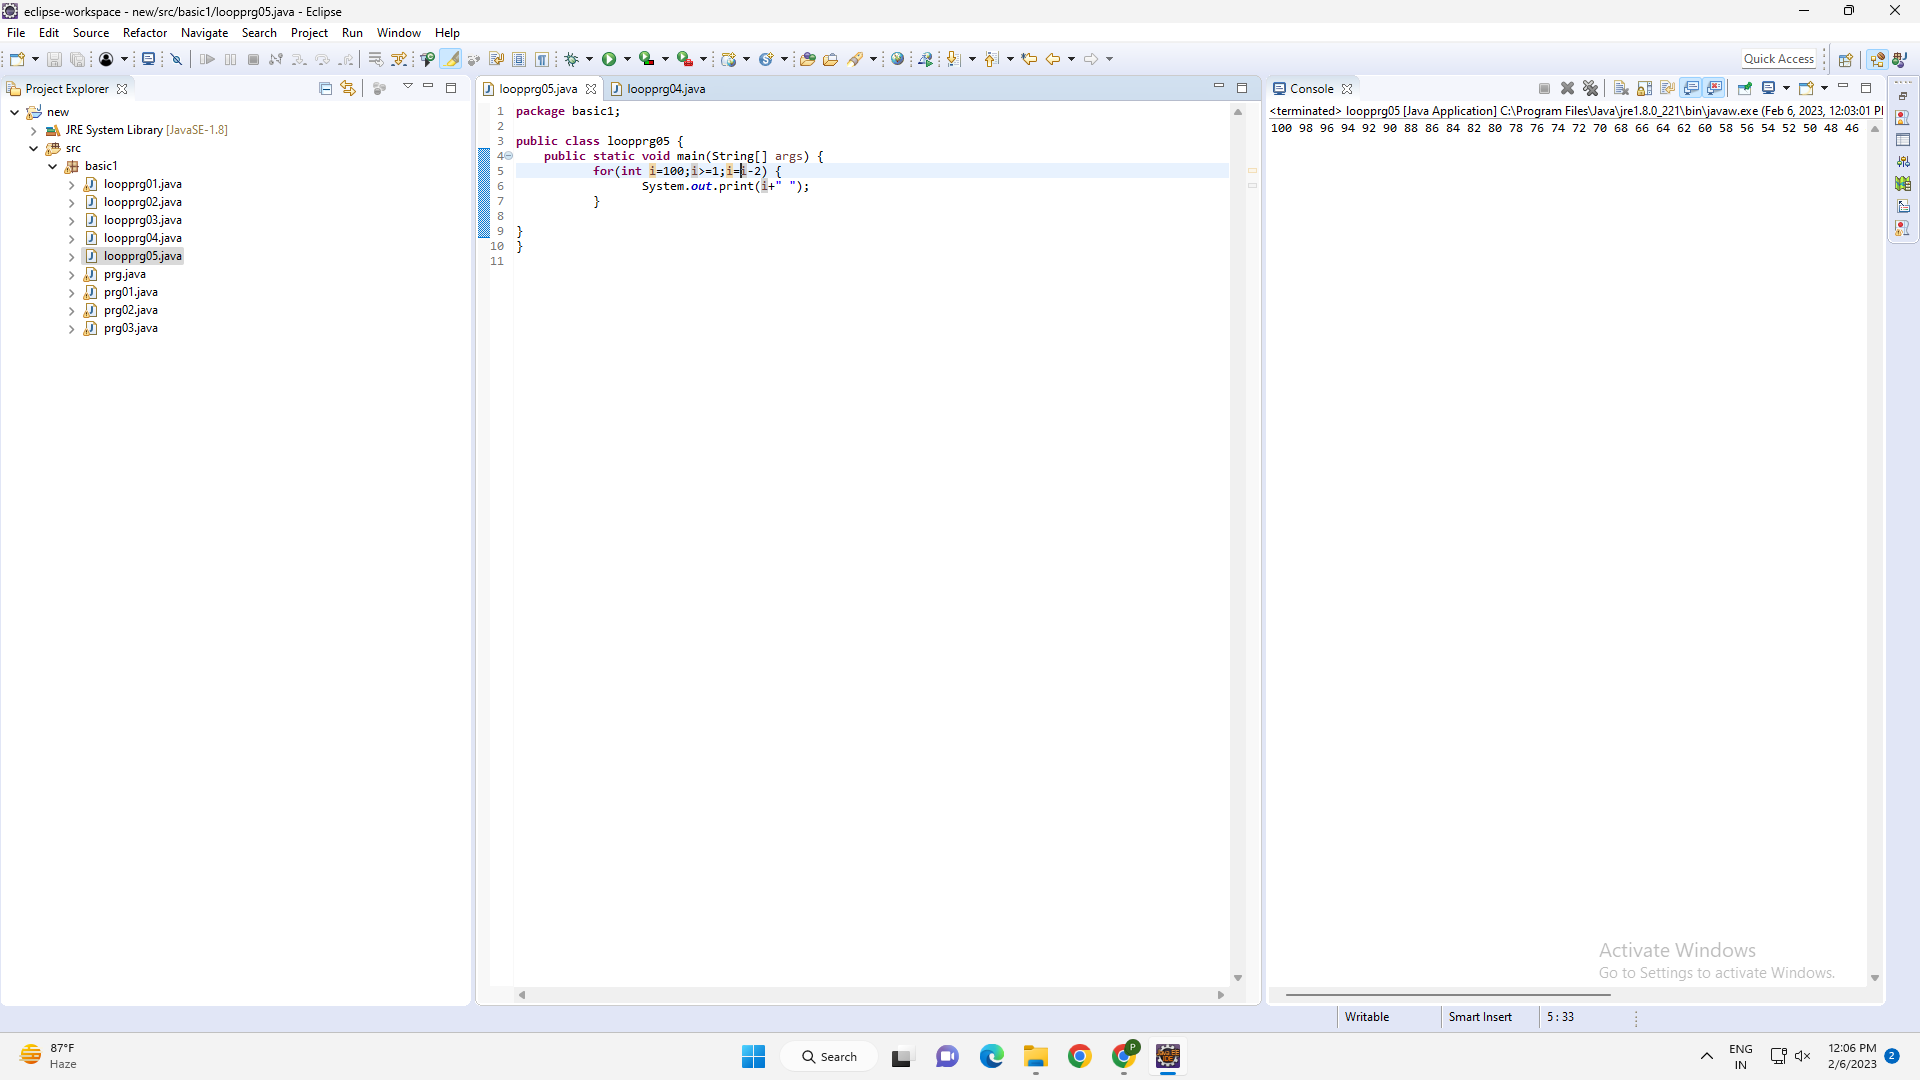 eclipse-workspace - new/src/basic1/loopprg05.java - Eclipse
File Edit Source Refactor Navigate Search Project Run Window Help
Quick Access
Project Explorer
new
JRE System Library [JavaSE-1.8]
src
basic1
loopprg01.java
loopprg02.java
loopprg03.java
loopprg04.java
loopprg05.java
prg.java
prg01.java
prg02.java
prg03.java
loopprg05.java loopprg04.java
1 package basic1;
2
3 public class loopprg05 {
4 public static void main(String[] args) {
5 for(int i=100;i>=1;i=i-2) {
6 System.out.print(i+" ");
7 }
8
9 }
10 }
11
Console
<terminated> loopprg05 [Java Application] C:\Program Files\Java\jre1.8.0_221\bin\javaw.exe (Feb 6, 2023, 12:03:01 PI
100 98 96 94 92 90 88 86 84 82 80 78 76 74 72 70 68 66 64 62 60 58 56 54 52 50 48 46
Activate Windows
Go to Settings to activate Windows.
Writable Smart Insert 5 : 33
87°F
Haze
Search
P
ENG
IN
12:06 PM
2/6/2023
2